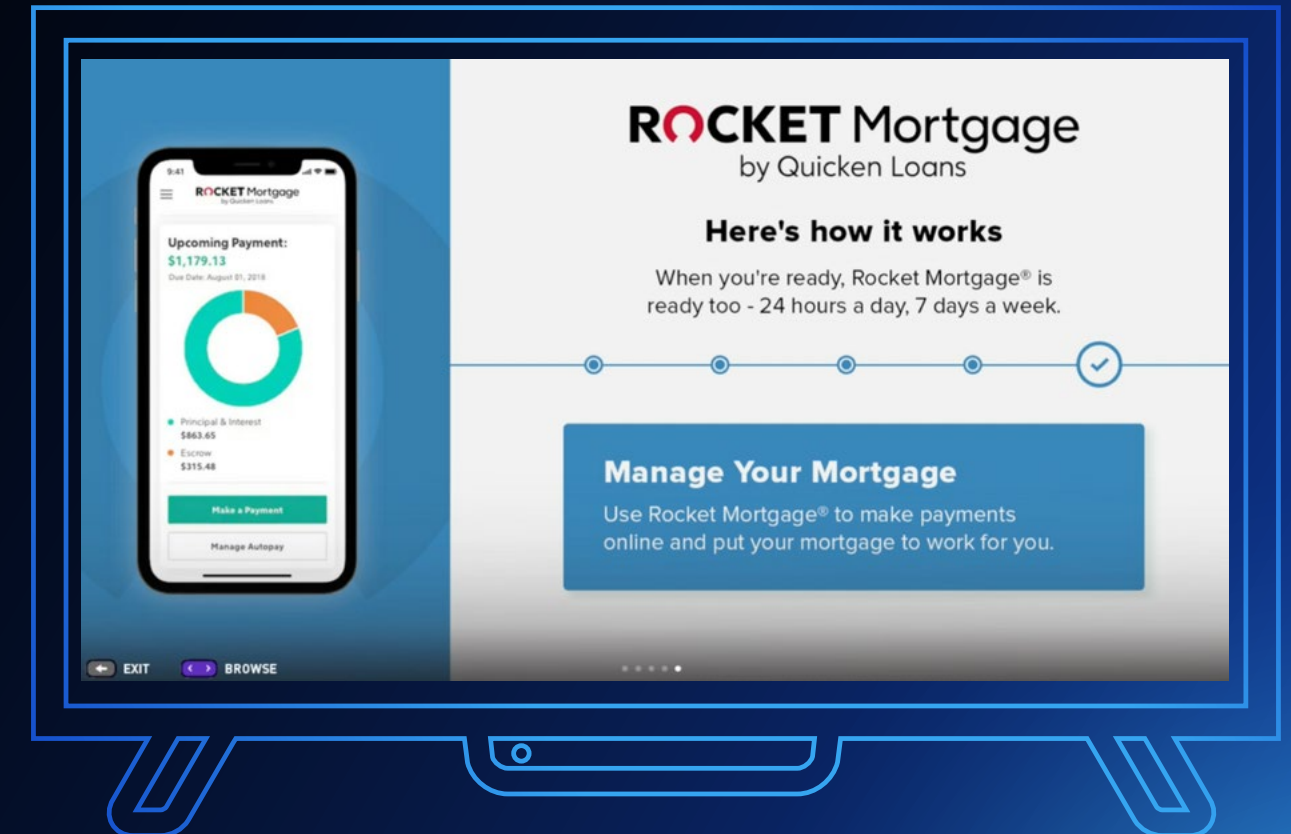 9:41
ROCKET Mortgage
by Quicken Loans
Upcoming Payment:
$1,179.13
Due Date: August 01, 2018
Principal & Interest
$863.65
Escrow
$315.48
Make a Payment
Manage Autopay
ROCKET Mortgage
by Quicken Loans
Here's how it works
When you're ready, Rocket Mortgage® is
ready too - 24 hours a day, 7 days a week.
Manage Your Mortgage
Use Rocket Mortgage® to make payments
online and put your mortgage to work for you.
EXIT
BROWSE